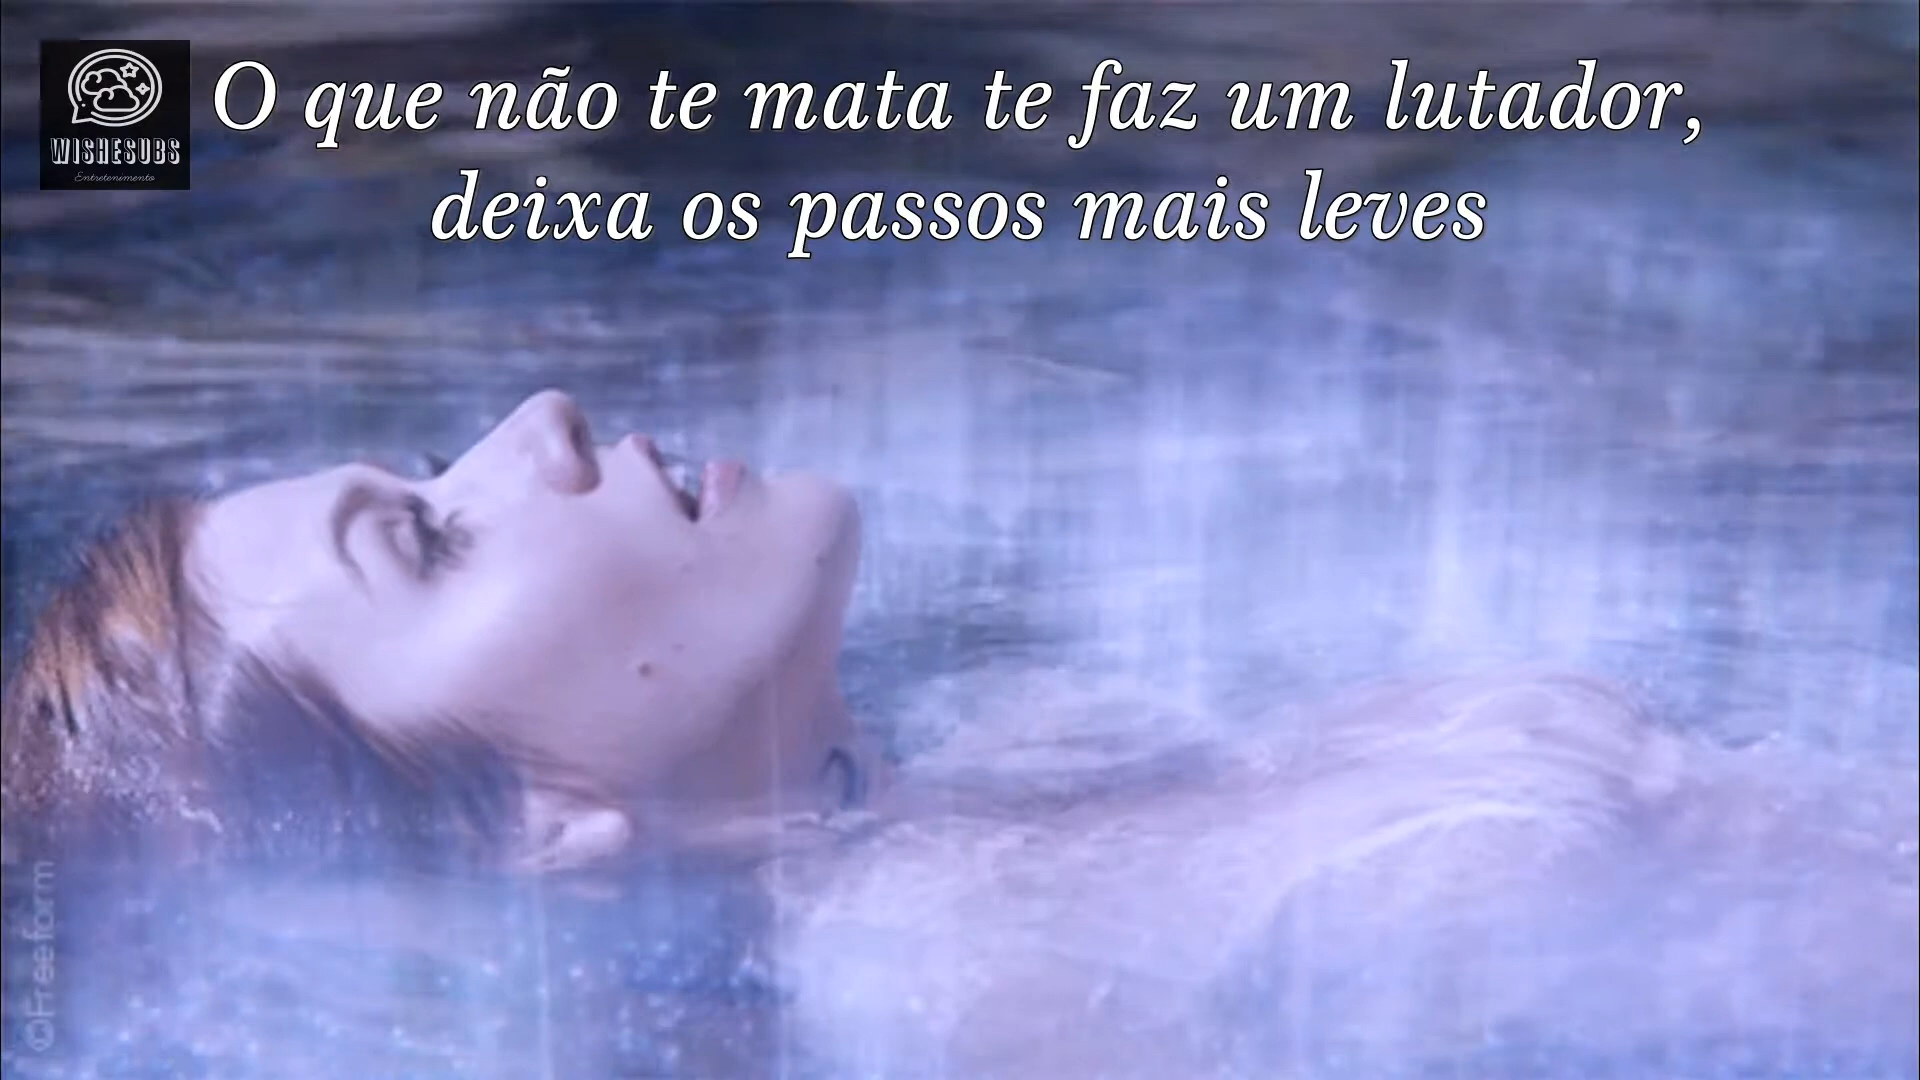 O que não te mata te faz um lutador,
deixa os passos mais leves
WISHESUBS
Entretenimento
©Freeform